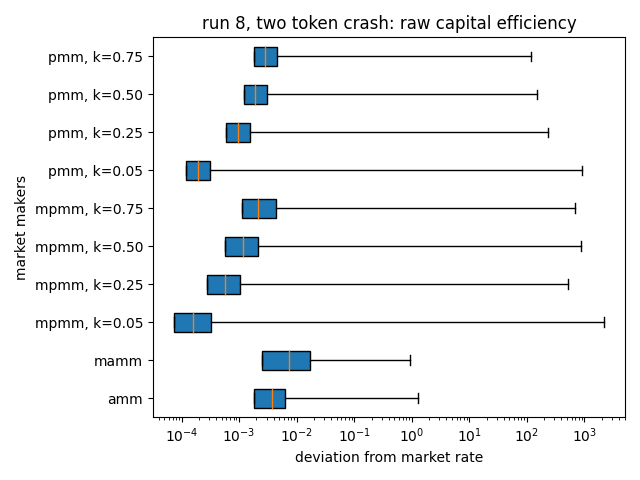 run 8, two token crash: raw capital efficiency
market makers
pmm, k=0.75
pmm, k=0.50
pmm, k=0.25
pmm, k=0.05
mpmm, k=0.75
mpmm, k=0.50
mpmm, k=0.25
mpmm, k=0.05
mamm
amm
10⁻⁴ 10⁻³ 10⁻² 10⁻¹ 10⁰ 10¹ 10² 10³
deviation from market rate